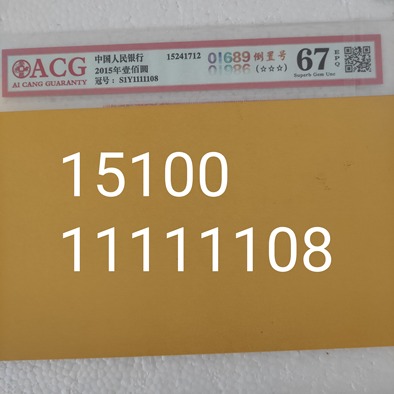 ACG
AI CANG GUARANTY
中国人民银行
2015年壹佰圆
冠号: S1Y1111108
15241712
01689 倒置号
01986 (☆☆☆)
67 EPQ
Superb Gem Unc
15100
11111108